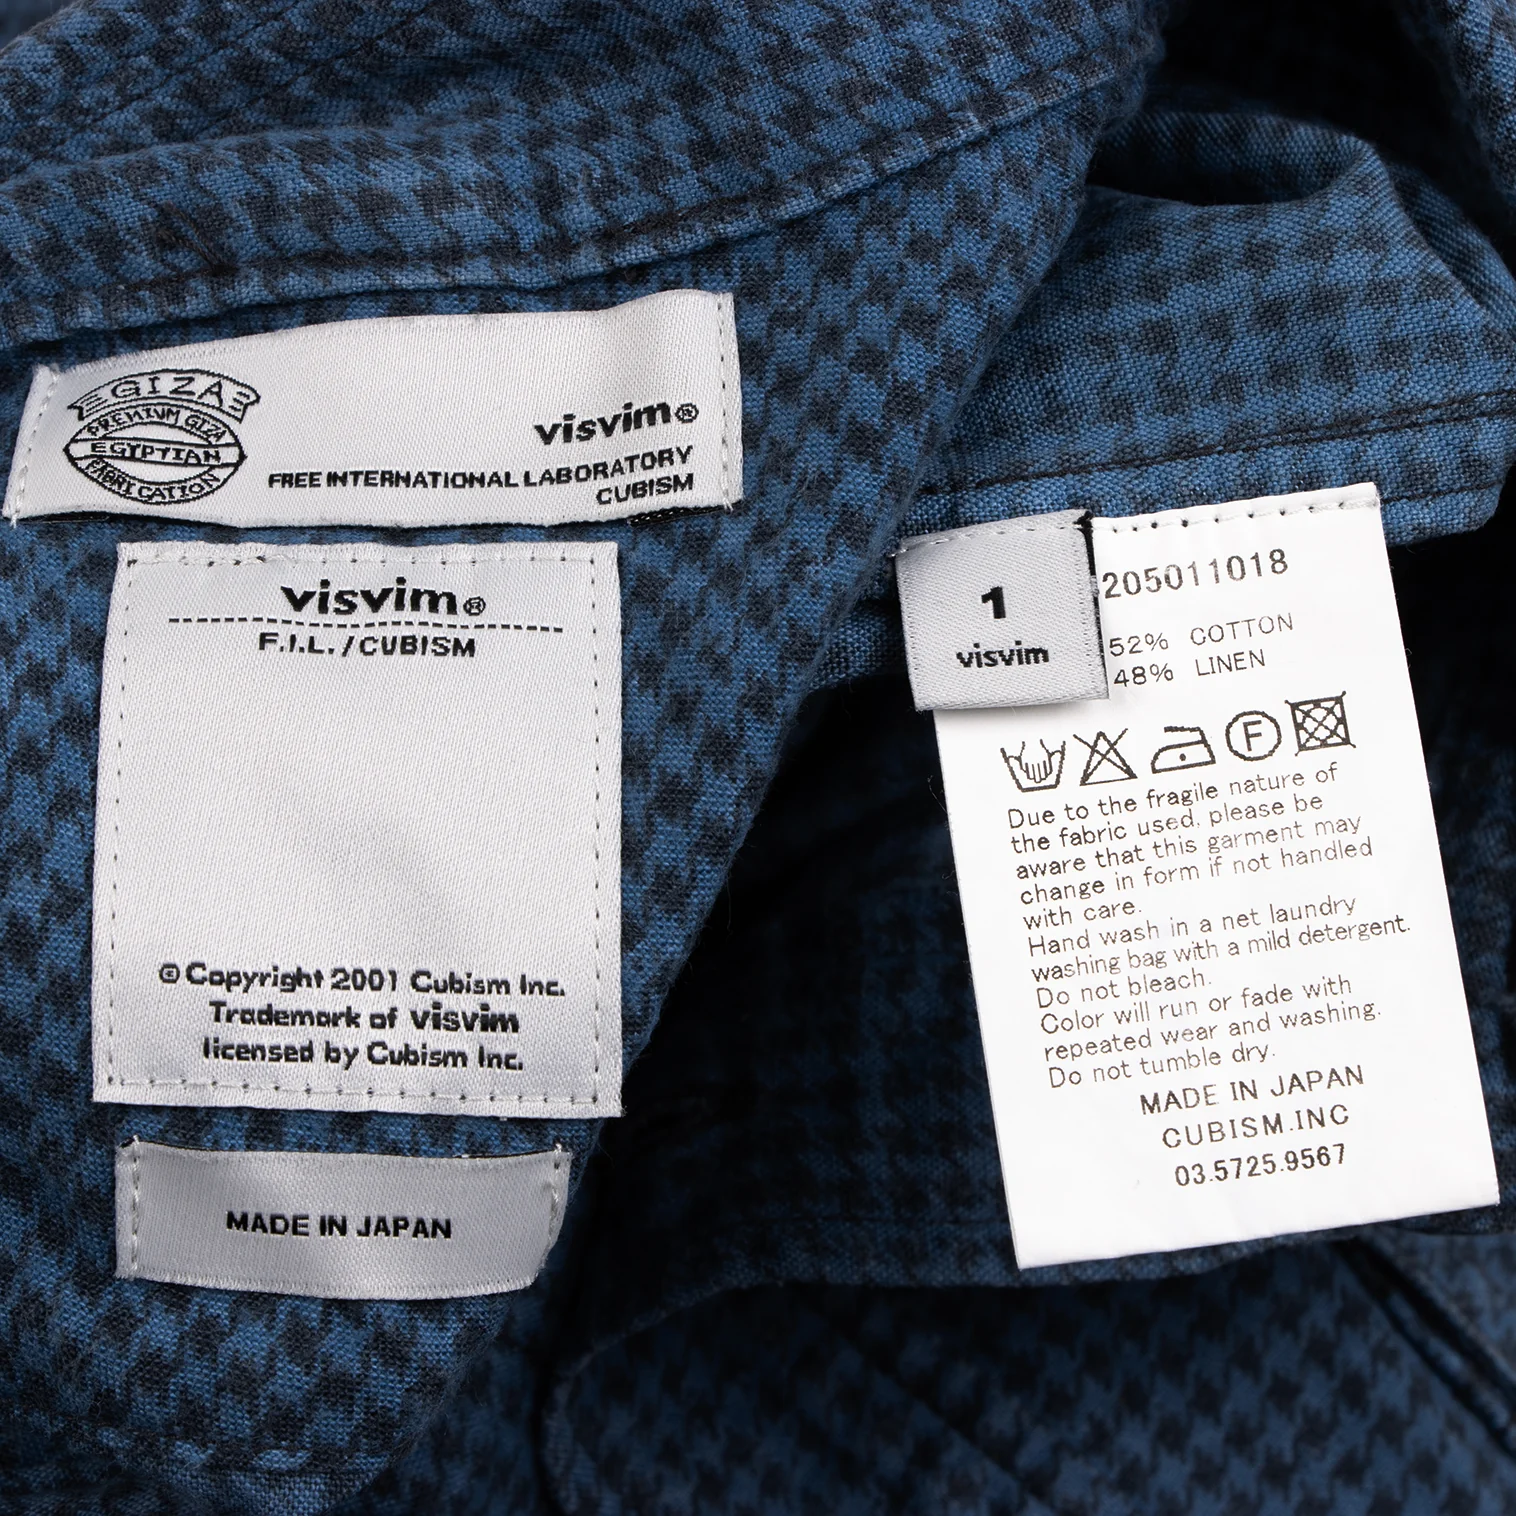 GIZA
PREMIUM GIZA
EGYPTIAN
FABRICATION
visvim®
FREE INTERNATIONAL LABORATORY
CUBISM
visvim®
F.I.L./CUBISM
©Copyright 2001 Cubism Inc.
Trademark of visvim
licensed by Cubism Inc.
MADE IN JAPAN
1
visvim
205011018
52% COTTON
48% LINEN
F
Due to the fragile nature of
the fabric used, please be
aware that this garment may
change in form if not handled
with care.
Hand wash in a net laundry
washing bag with a mild detergent.
Do not bleach.
Color will run or fade with
repeated wear and washing.
Do not tumble dry.
MADE IN JAPAN
CUBISM.INC
03.5725.9567